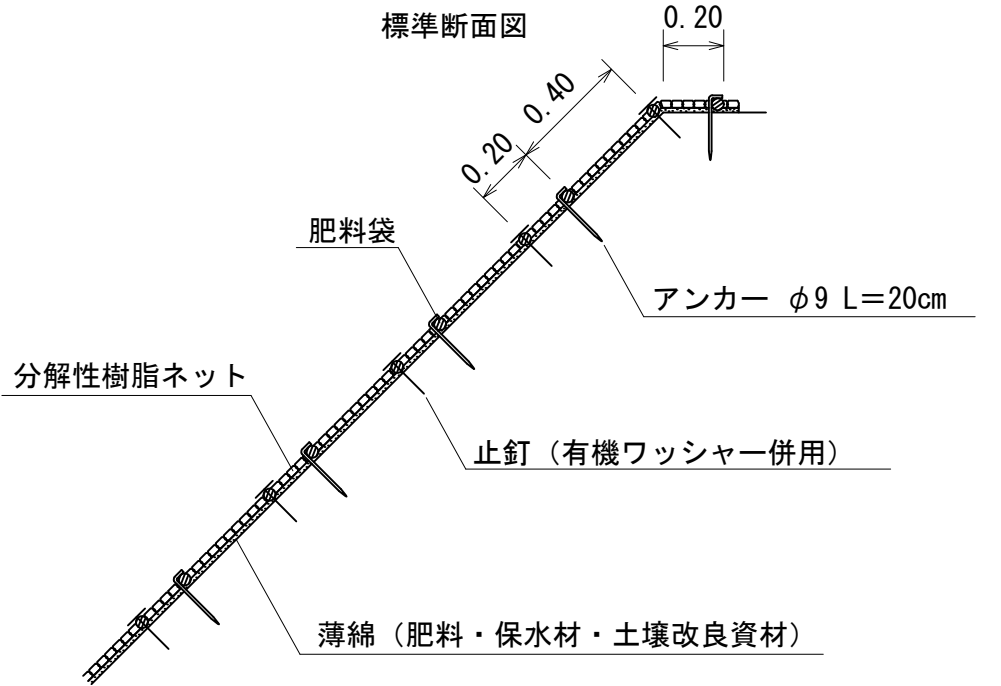 標準断面図
0.20
0.40
0.20
肥料袋
アンカー φ9 L=20cm
分解性樹脂ネット
止釘（有機ワッシャー併用）
薄綿（肥料・保水材・土壌改良資材）